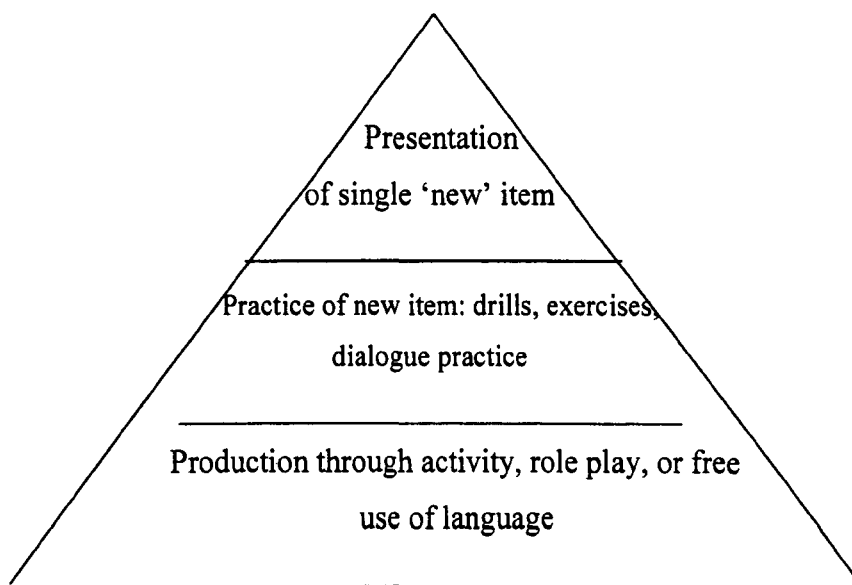 Presentation
of single ‘new’ item
Practice of new item: drills, exercises,
dialogue practice
Production through activity, role play, or free
use of language